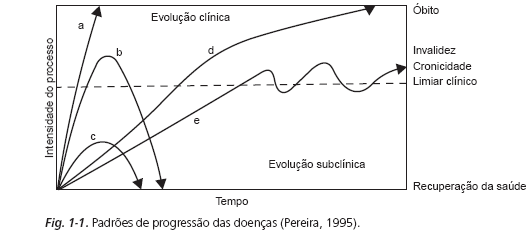 Evolução clínica
Óbito
a
b
d
Invalidez
Cronicidade
Limiar clínico
c
e
Intensidade do processo
Evolução subclínica
Recuperação da saúde
Tempo
Fig. 1-1. Padrões de progressão das doenças (Pereira, 1995).